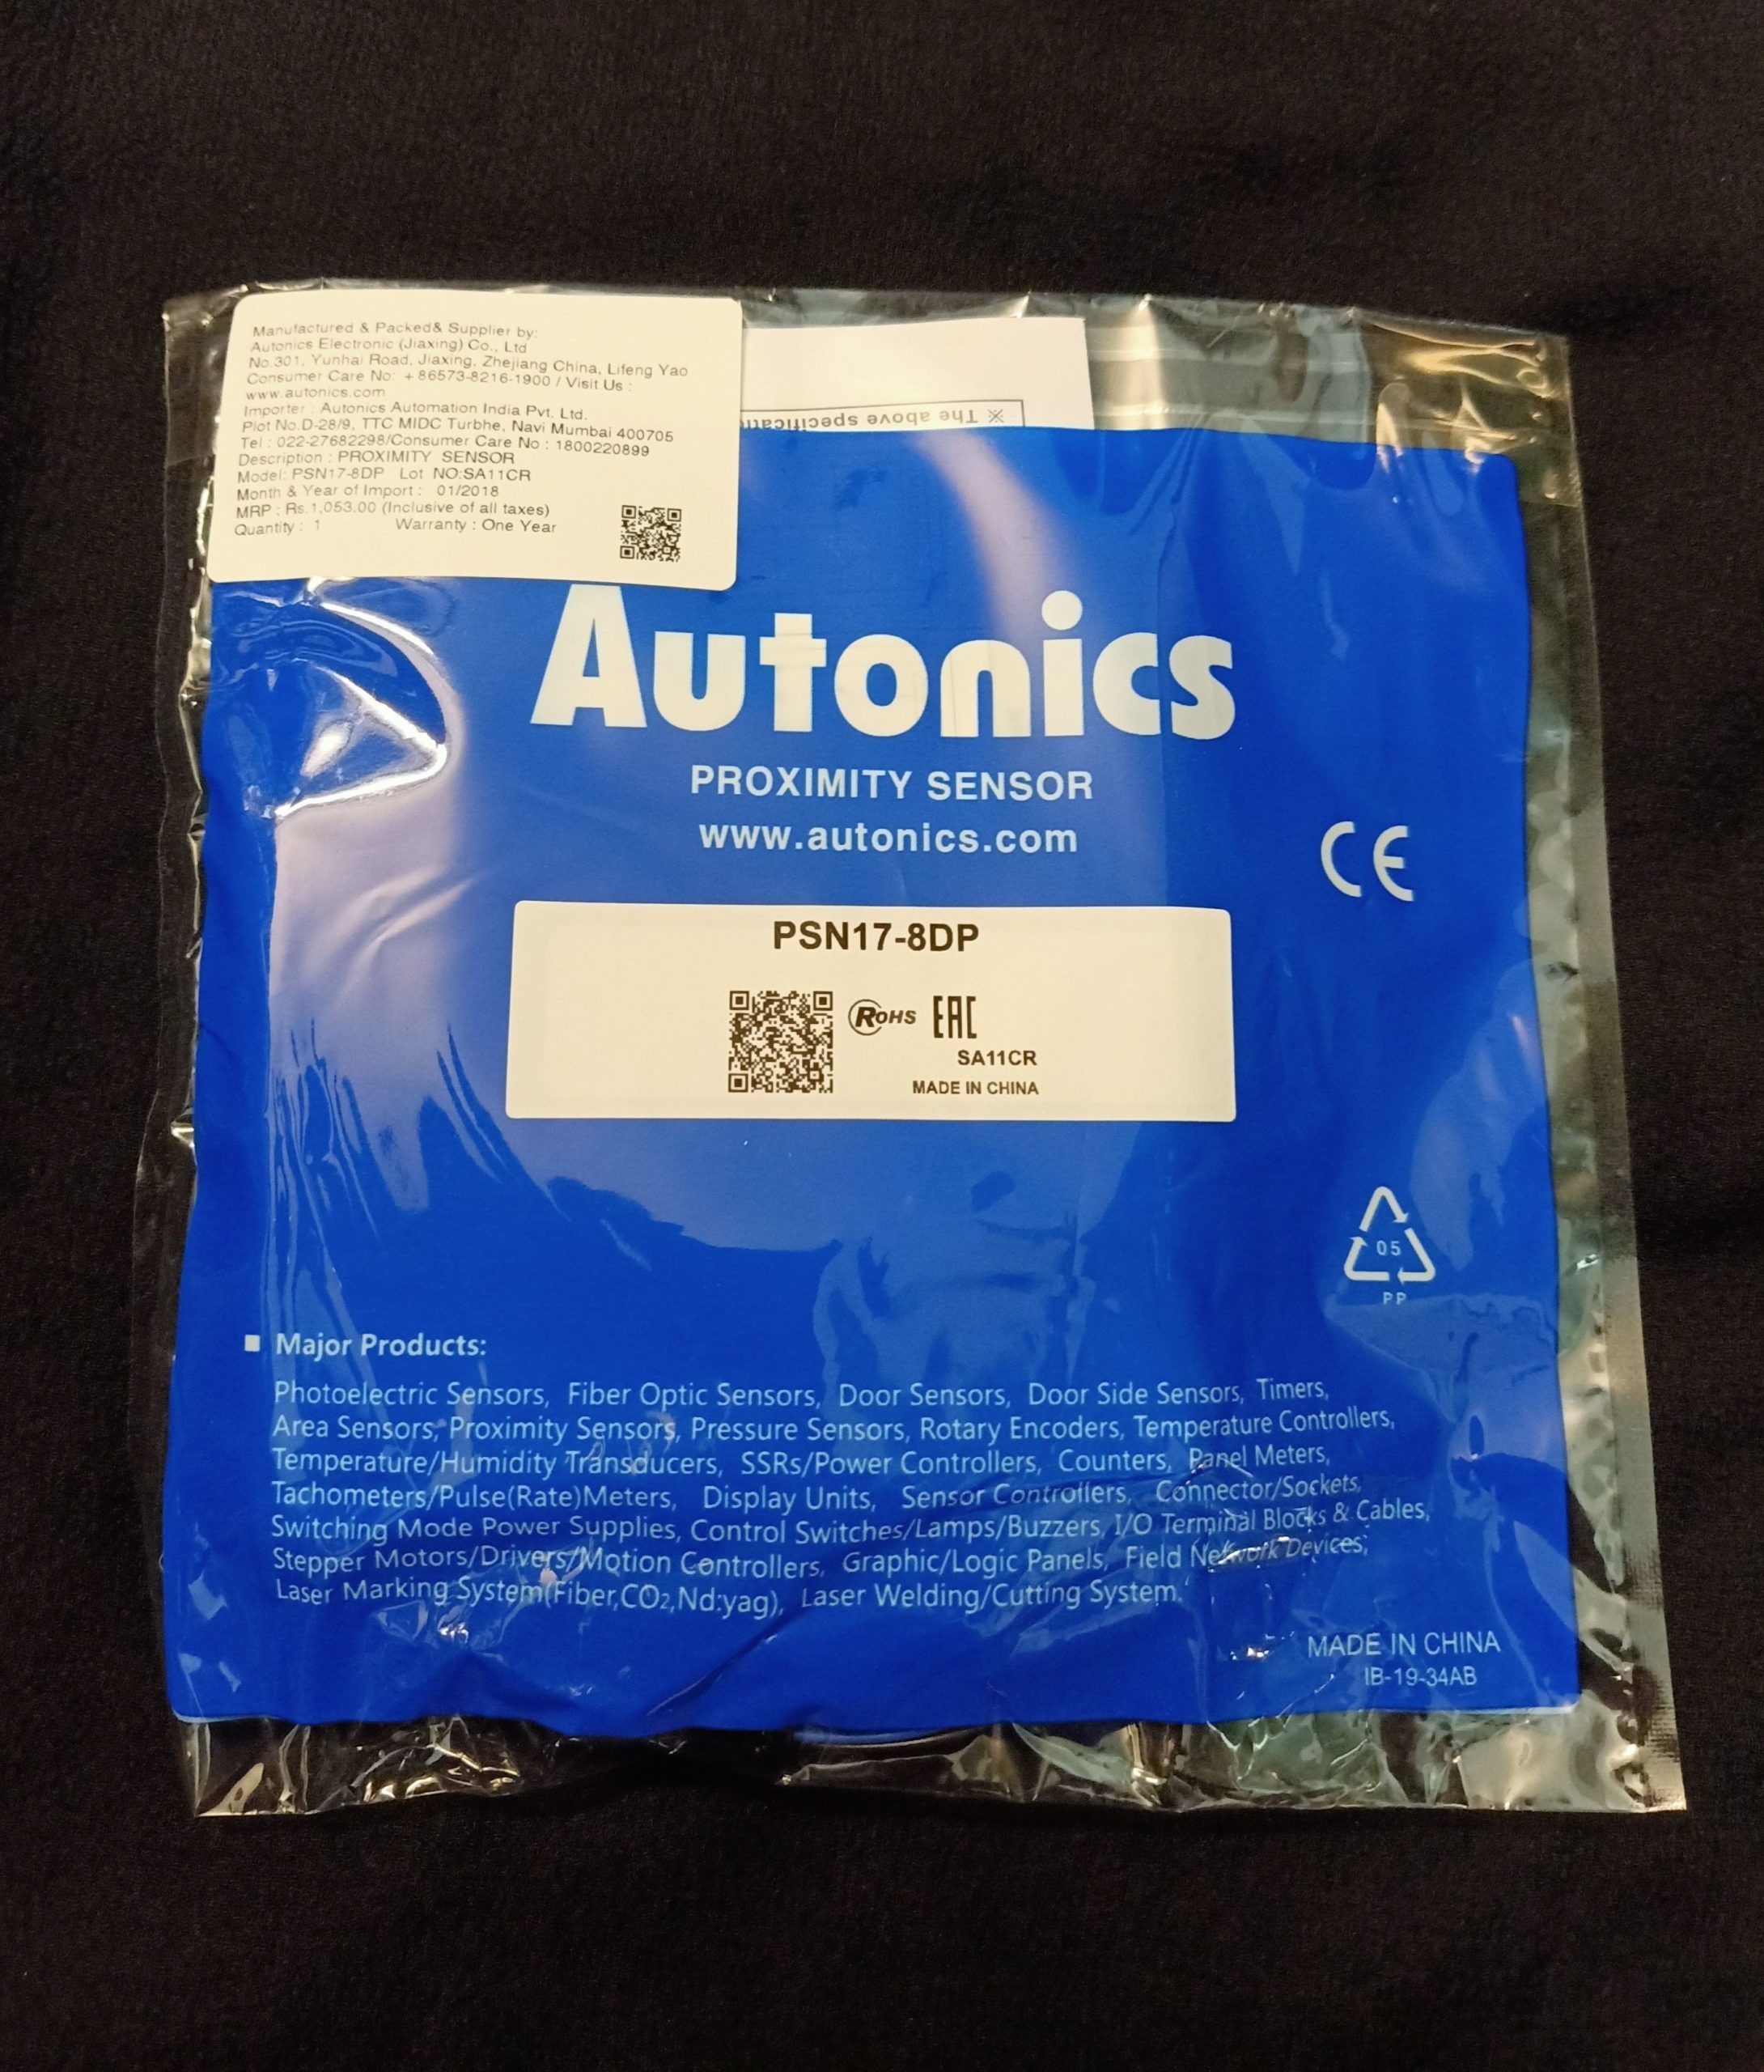 Manufactured & Packed& Supplier by:
Autonics Electronic (Jiaxing) Co., Ltd
No.301, Yunhai Road, Jiaxing, Zhejiang China, Lifeng Yao
Consumer Care No: +86573-8216-1900 / Visit Us :
www.autonics.com
Importer : Autonics Automation India Pvt. Ltd.
Plot No.D-28/9, TTC MIDC Turbhe, Navi Mumbai 400705
Tel : 022-27682298/Consumer Care No : 1800220899
Description : PROXIMITY SENSOR
Model: PSN17-8DP Lot NO:SA11CR
Month & Year of Import : 01/2018
MRP : Rs.1,053.00 (Inclusive of all taxes)
Quantity : 1 Warranty : One Year
※ The above
Autonics
PROXIMITY SENSOR
www.autonics.com
CE
PSN17-8DP
RoHS EAC
SA11CR
MADE IN CHINA
05
PP
■ Major Products:
Photoelectric Sensors, Fiber Optic Sensors, Door Sensors, Door Side Sensors, Timers,
Area Sensors, Proximity Sensors, Pressure Sensors, Rotary Encoders, Temperature Controllers,
Temperature/Humidity Transducers, SSRs/Power Controllers, Counters, Panel Meters,
Tachometers/Pulse(Rate)Meters, Display Units, Sensor Controllers, Connector/Sockets,
Switching Mode Power Supplies, Control Switches/Lamps/Buzzers, I/O Terminal Blocks & Cables,
Stepper Motors/Drivers/Motion Controllers, Graphic/Logic Panels, Field Network Devices,
Laser Marking System(Fiber,CO₂,Nd:yag), Laser Welding/Cutting System.
MADE IN CHINA
IB-19-34AB